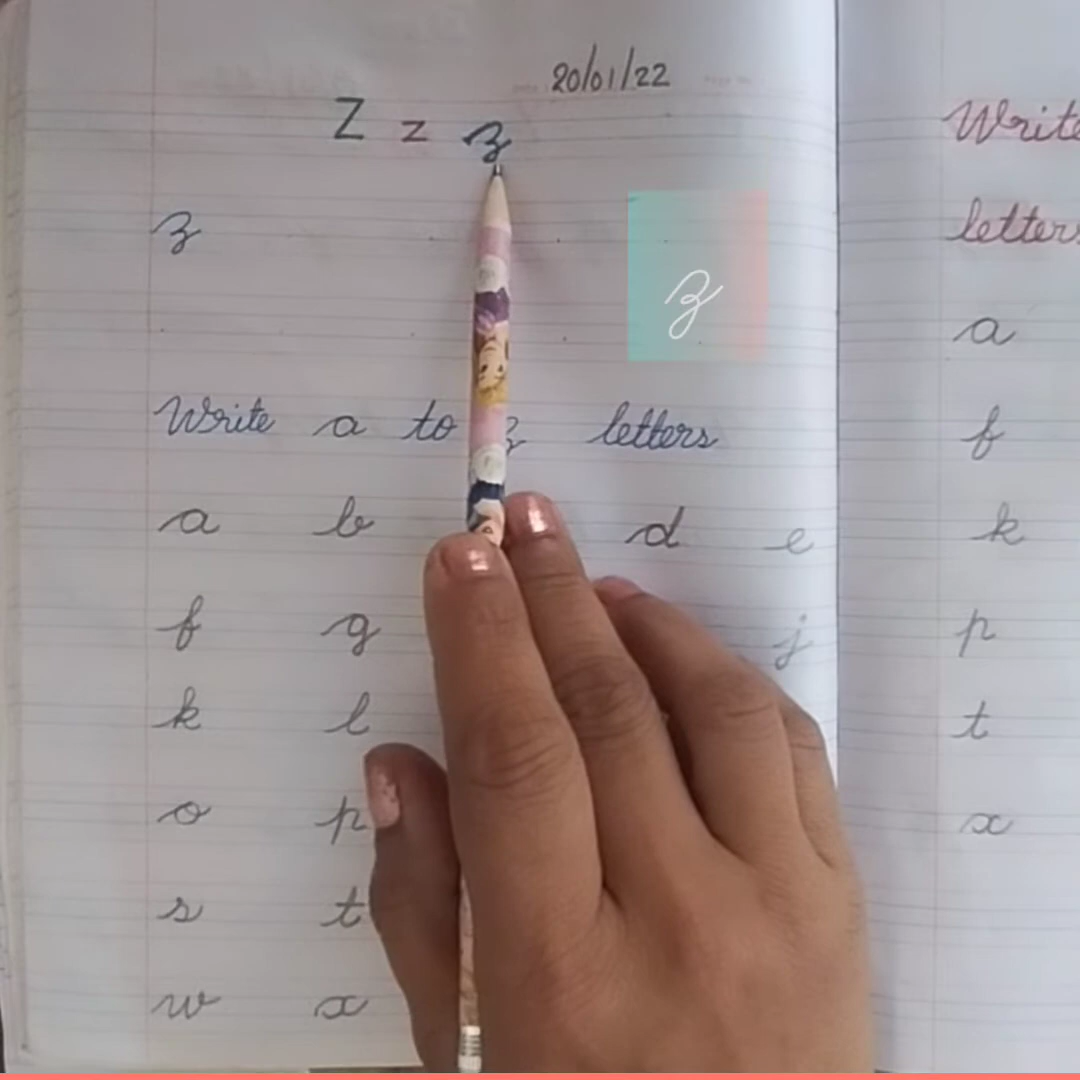 20/01/22
Z z z
z
z
Write a to z letters
a b d e
f g j
k l
o p
s t
w x
Write
letters
a
f
k
p
t
x